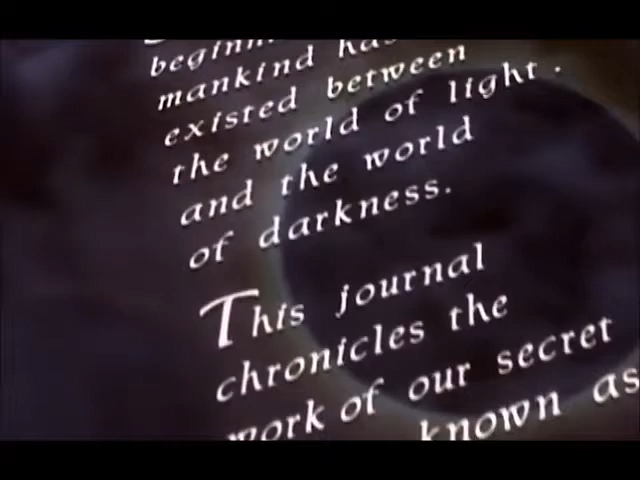 mankind
existed between
the world of light.
and the world
of darkness.
This journal
chronicles the
work of our secret
known as